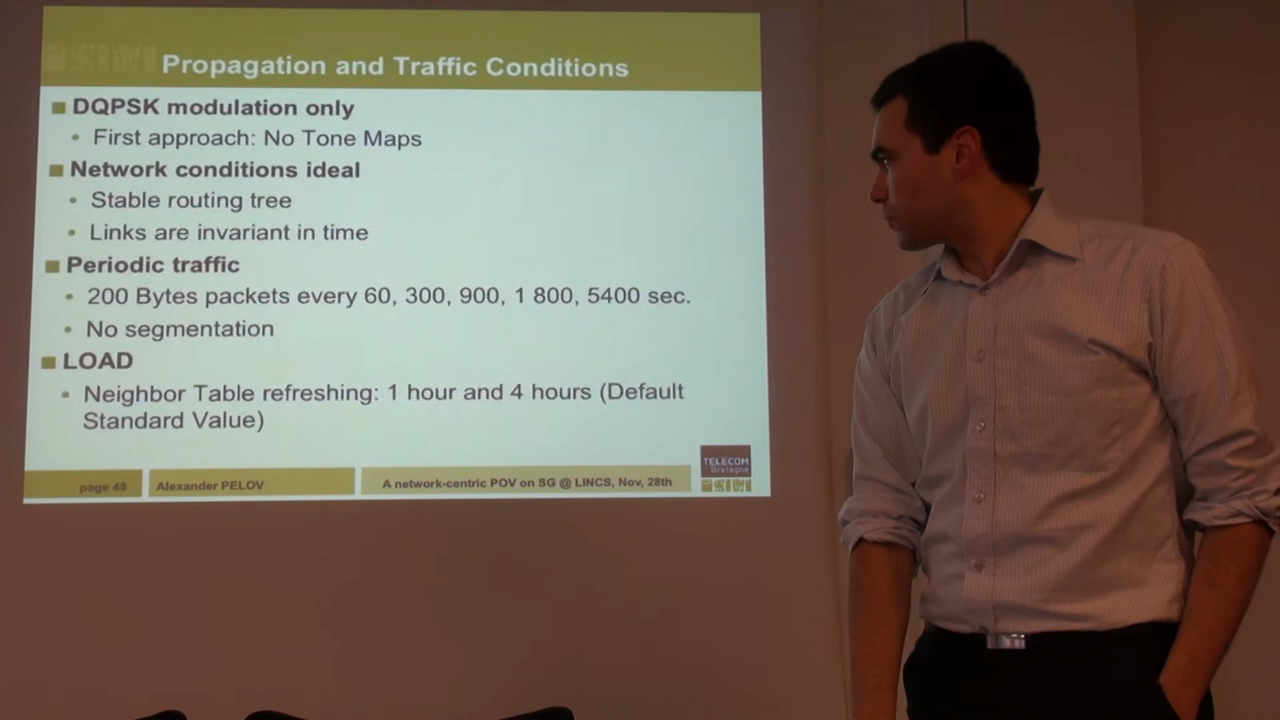 Propagation and Traffic Conditions
DQPSK modulation only
• First approach: No Tone Maps
Network conditions ideal
• Stable routing tree
• Links are invariant in time
Periodic traffic
• 200 Bytes packets every 60, 300, 900, 1 800, 5400 sec.
• No segmentation
LOAD
• Neighbor Table refreshing: 1 hour and 4 hours (Default
Standard Value)
page 48
Alexander PELOV
A network-centric POV on SG @ LINCS, Nov, 28th
TELECOM
Bretagne